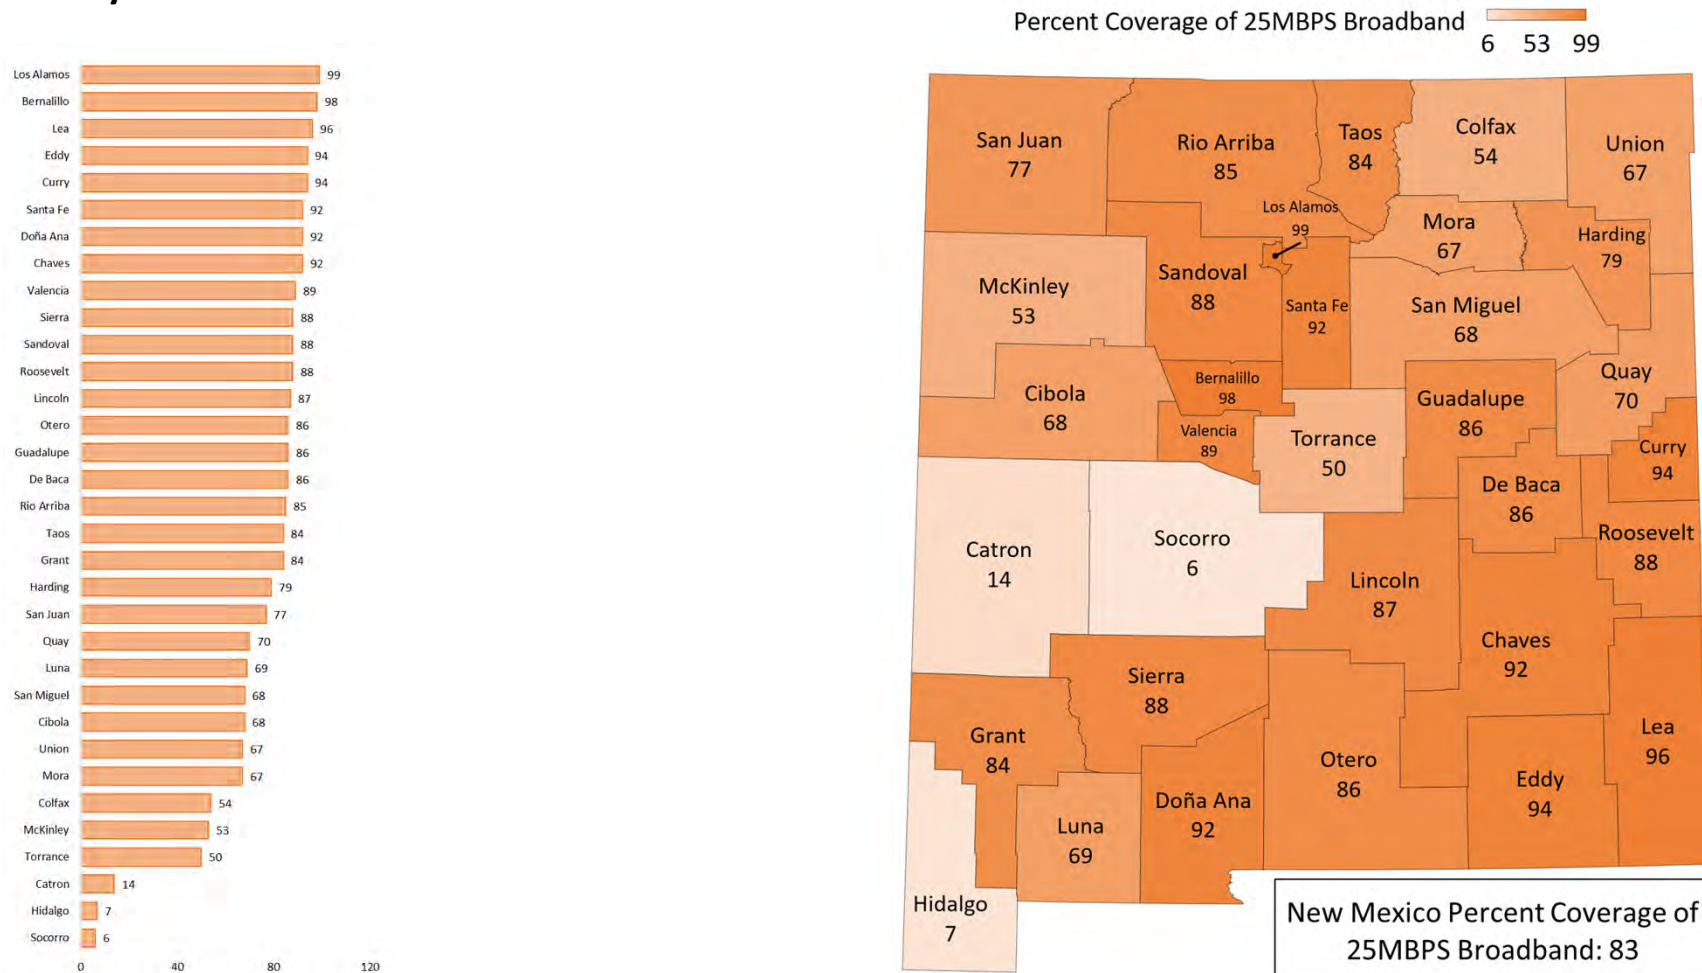 Los Alamos 99
Bernalillo 98
Lea 96
Eddy 94
Curry 94
Santa Fe 92
Doña Ana 92
Chaves 92
Valencia 89
Sierra 88
Sandoval 88
Roosevelt 88
Lincoln 87
Otero 86
Guadalupe 86
De Baca 86
Rio Arriba 85
Taos 84
Grant 84
Harding 79
San Juan 77
Quay 70
Luna 69
San Miguel 68
Cibola 68
Union 67
Mora 67
Colfax 54
McKinley 53
Torrance 50
Catron 14
Hidalgo 7
Socorro 6
0 40 80 120
Percent Coverage of 25MBPS Broadband
6 53 99
San Juan
77
Rio Arriba
85
Taos
84
Colfax
54
Union
67
Los Alamos
99
Mora
67
Harding
79
McKinley
53
Sandoval
88
Santa Fe
92
San Miguel
68
Cibola
68
Bernalillo
98
Valencia
89
Torrance
50
Guadalupe
86
Quay
70
Curry
94
De Baca
86
Roosevelt
88
Catron
14
Socorro
6
Lincoln
87
Chaves
92
Sierra
88
Grant
84
Otero
86
Eddy
94
Lea
96
Doña Ana
92
Luna
69
Hidalgo
7
New Mexico Percent Coverage of
25MBPS Broadband: 83